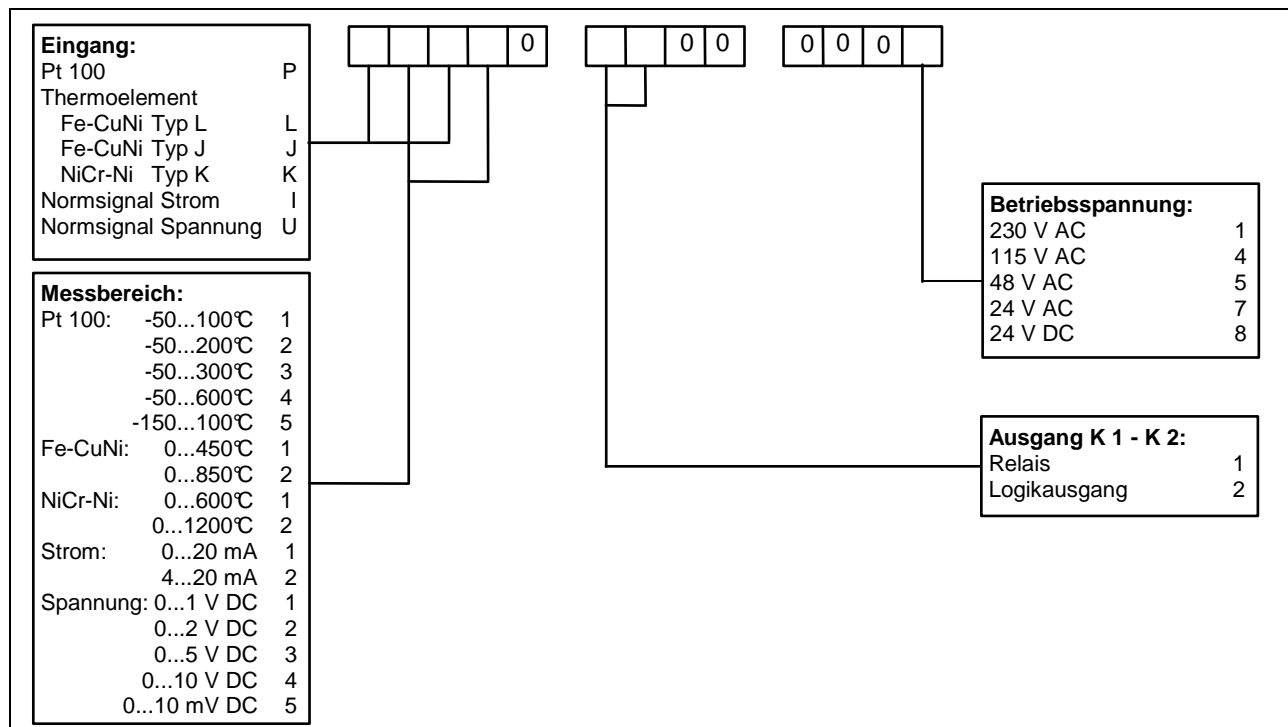 0 0 0 0 0 0
Eingang:
Pt 100 P
Thermoelement
Fe-CuNi Typ L L
Fe-CuNi Typ J J
NiCr-Ni Typ K K
Normsignal Strom I
Normsignal Spannung U
Messbereich:
Pt 100: -50...100℃ 1
-50...200℃ 2
-50...300℃ 3
-50...600℃ 4
-150...100℃ 5
Fe-CuNi: 0...450℃ 1
0...850℃ 2
NiCr-Ni: 0...600℃ 1
0...1200℃ 2
Strom: 0...20 mA 1
4...20 mA 2
Spannung: 0...1 V DC 1
0...2 V DC 2
0...5 V DC 3
0...10 V DC 4
0...10 mV DC 5
Betriebsspannung:
230 V AC 1
115 V AC 4
48 V AC 5
24 V AC 7
24 V DC 8
Ausgang K 1 - K 2:
Relais 1
Logikausgang 2